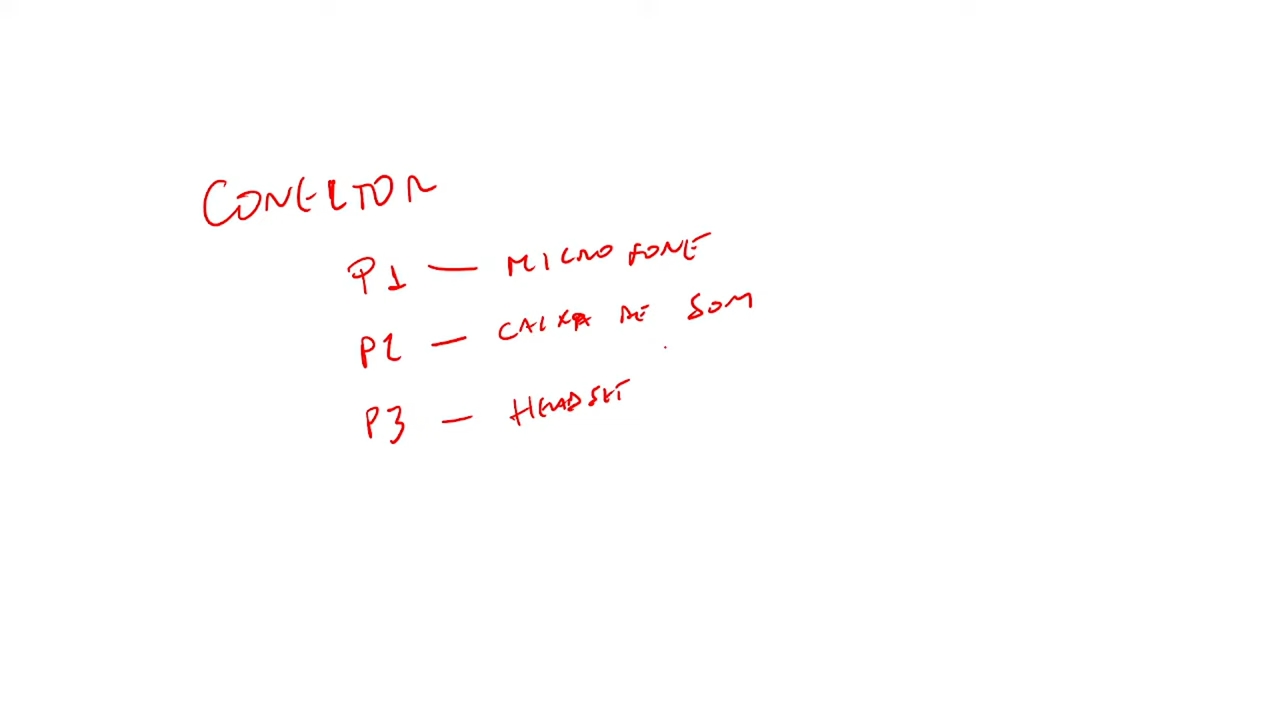 CONECTOR
P1 — MICROFONE
P2 — CAIXA DE SOM
P3 — HEADSET